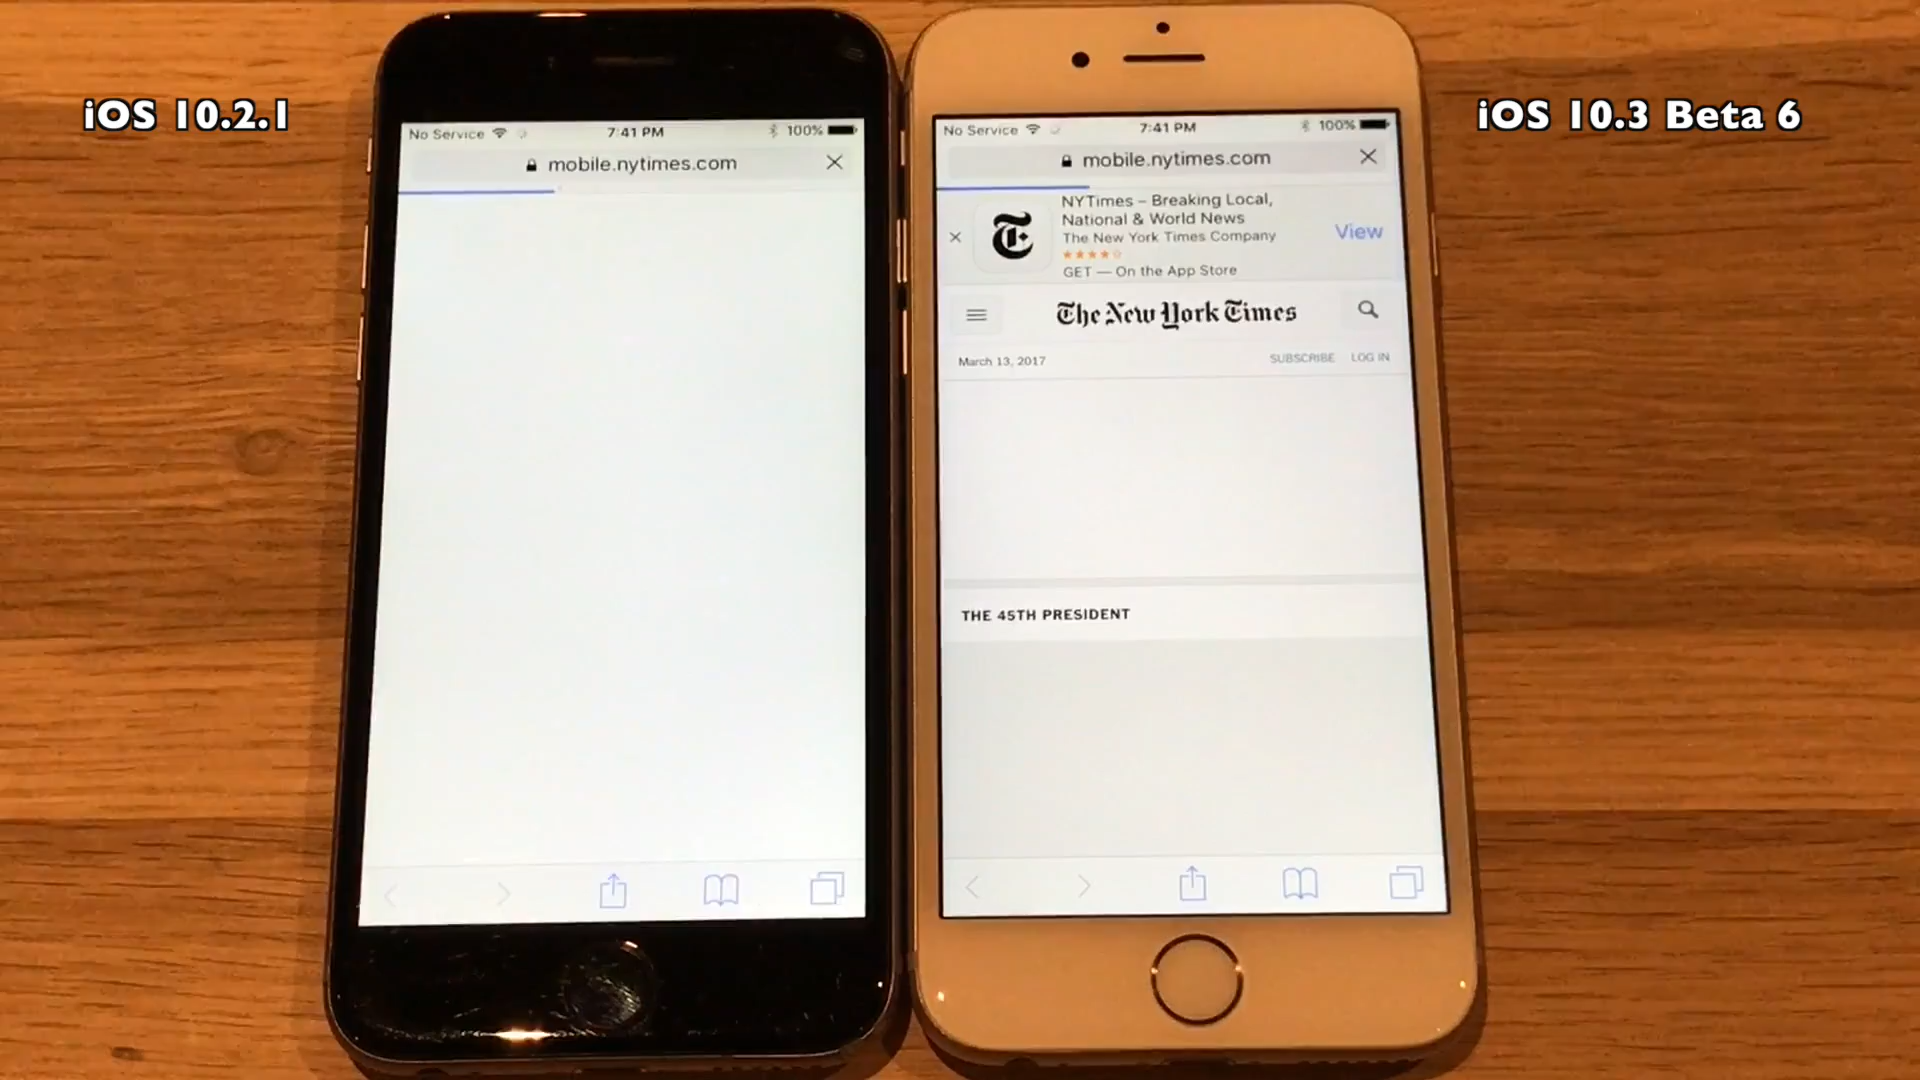 iOS 10.2.1
iOS 10.3 Beta 6
No Service
7:41 PM
100%
mobile.nytimes.com
No Service
7:41 PM
100%
mobile.nytimes.com
NYTimes – Breaking Local,
National & World News
The New York Times Company
GET — On the App Store
View
The New York Times
March 13, 2017
SUBSCRIBE
LOG IN
THE 45TH PRESIDENT